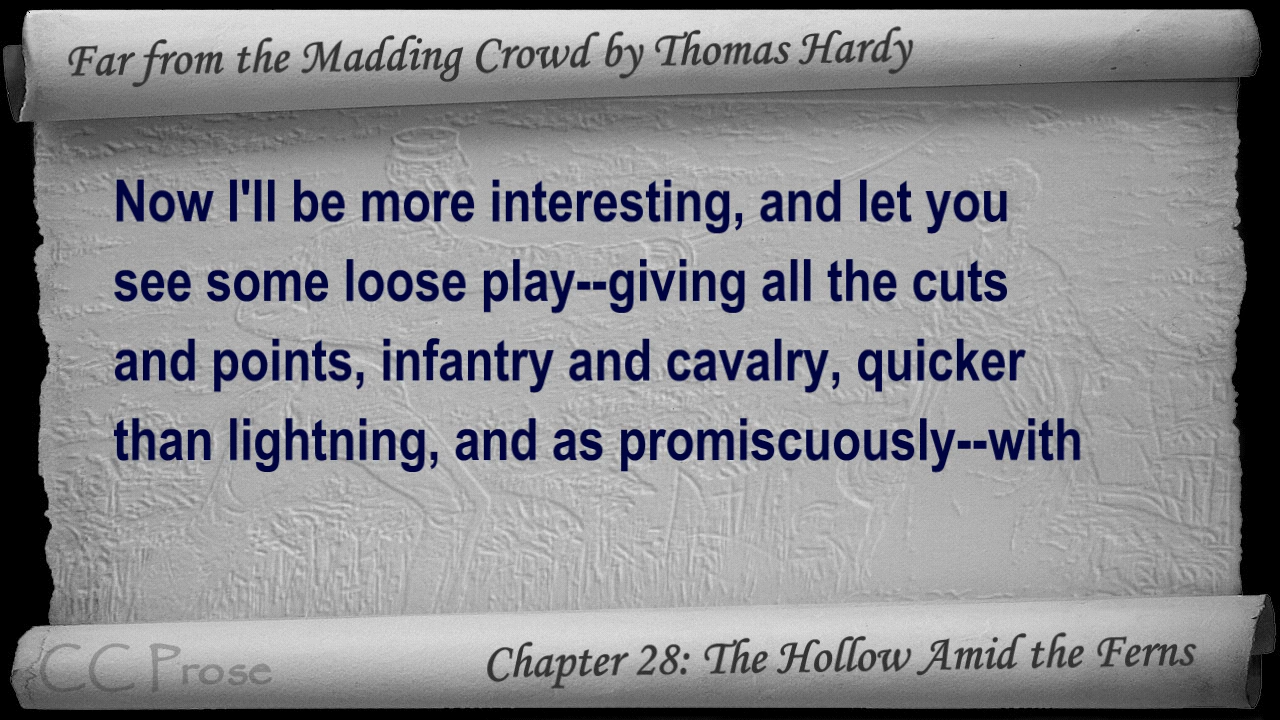 Far from the Madding Crowd by Thomas Hardy
Now I'll be more interesting, and let you
see some loose play--giving all the cuts
and points, infantry and cavalry, quicker
than lightning, and as promiscuously--with
CC Prose
Chapter 28: The Hollow Amid the Ferns